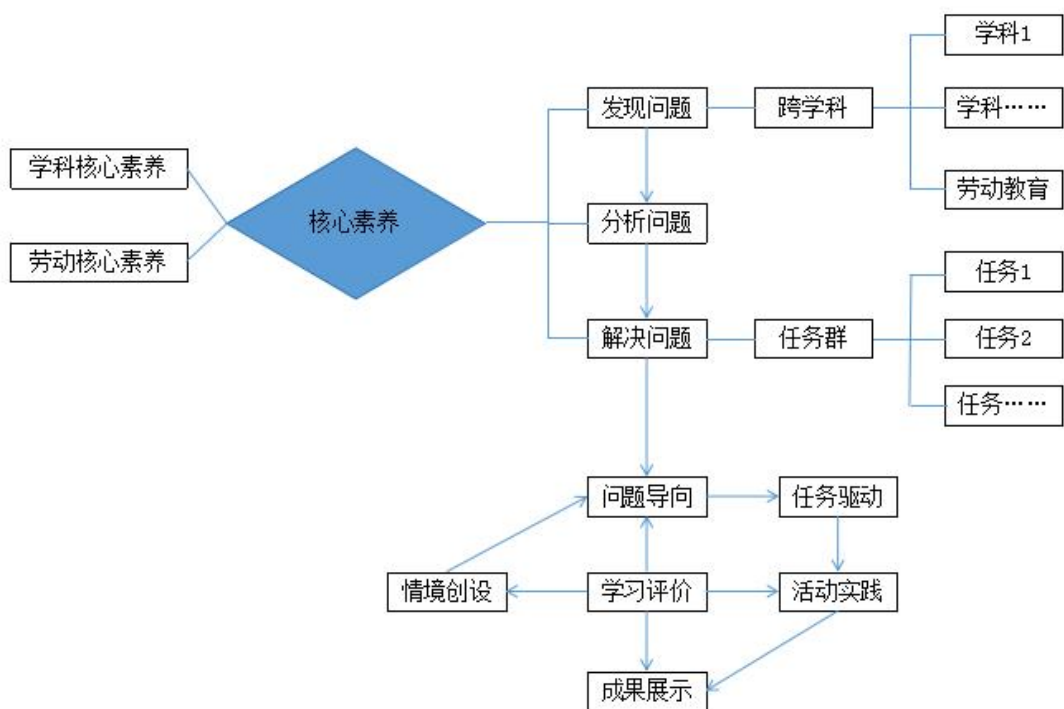 学科1
发现问题
跨学科
学科……
学科核心素养
劳动教育
核心素养
分析问题
劳动核心素养
任务1
解决问题
任务群
任务2
任务……
问题导向
任务驱动
情境创设
学习评价
活动实践
成果展示